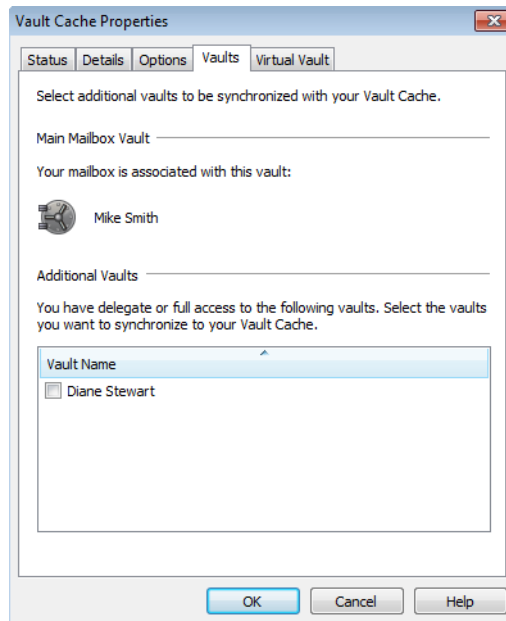 Vault Cache Properties
Status Details Options Vaults Virtual Vault
Select additional vaults to be synchronized with your Vault Cache.
Main Mailbox Vault
Your mailbox is associated with this vault:
Mike Smith
Additional Vaults
You have delegate or full access to the following vaults. Select the vaults
you want to synchronize to your Vault Cache.
Vault Name
Diane Stewart
OK Cancel Help